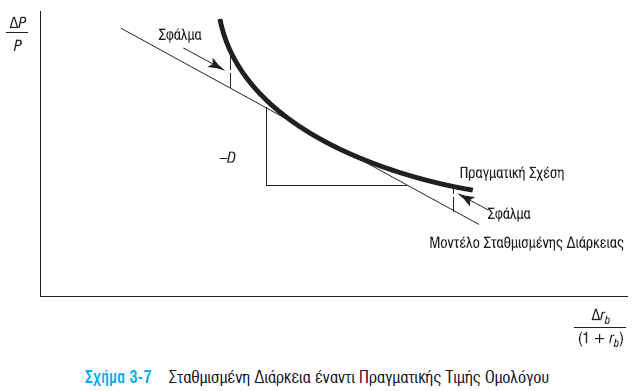 ΔP
P
Σφάλμα
–D
Πραγματική Σχέση
Σφάλμα
Μοντέλο Σταθμισμένης Διάρκειας
Δr_b
(1 + r_b)
Σχήμα 3-7 Σταθμισμένη Διάρκεια έναντι Πραγματικής Τιμής Ομολόγου